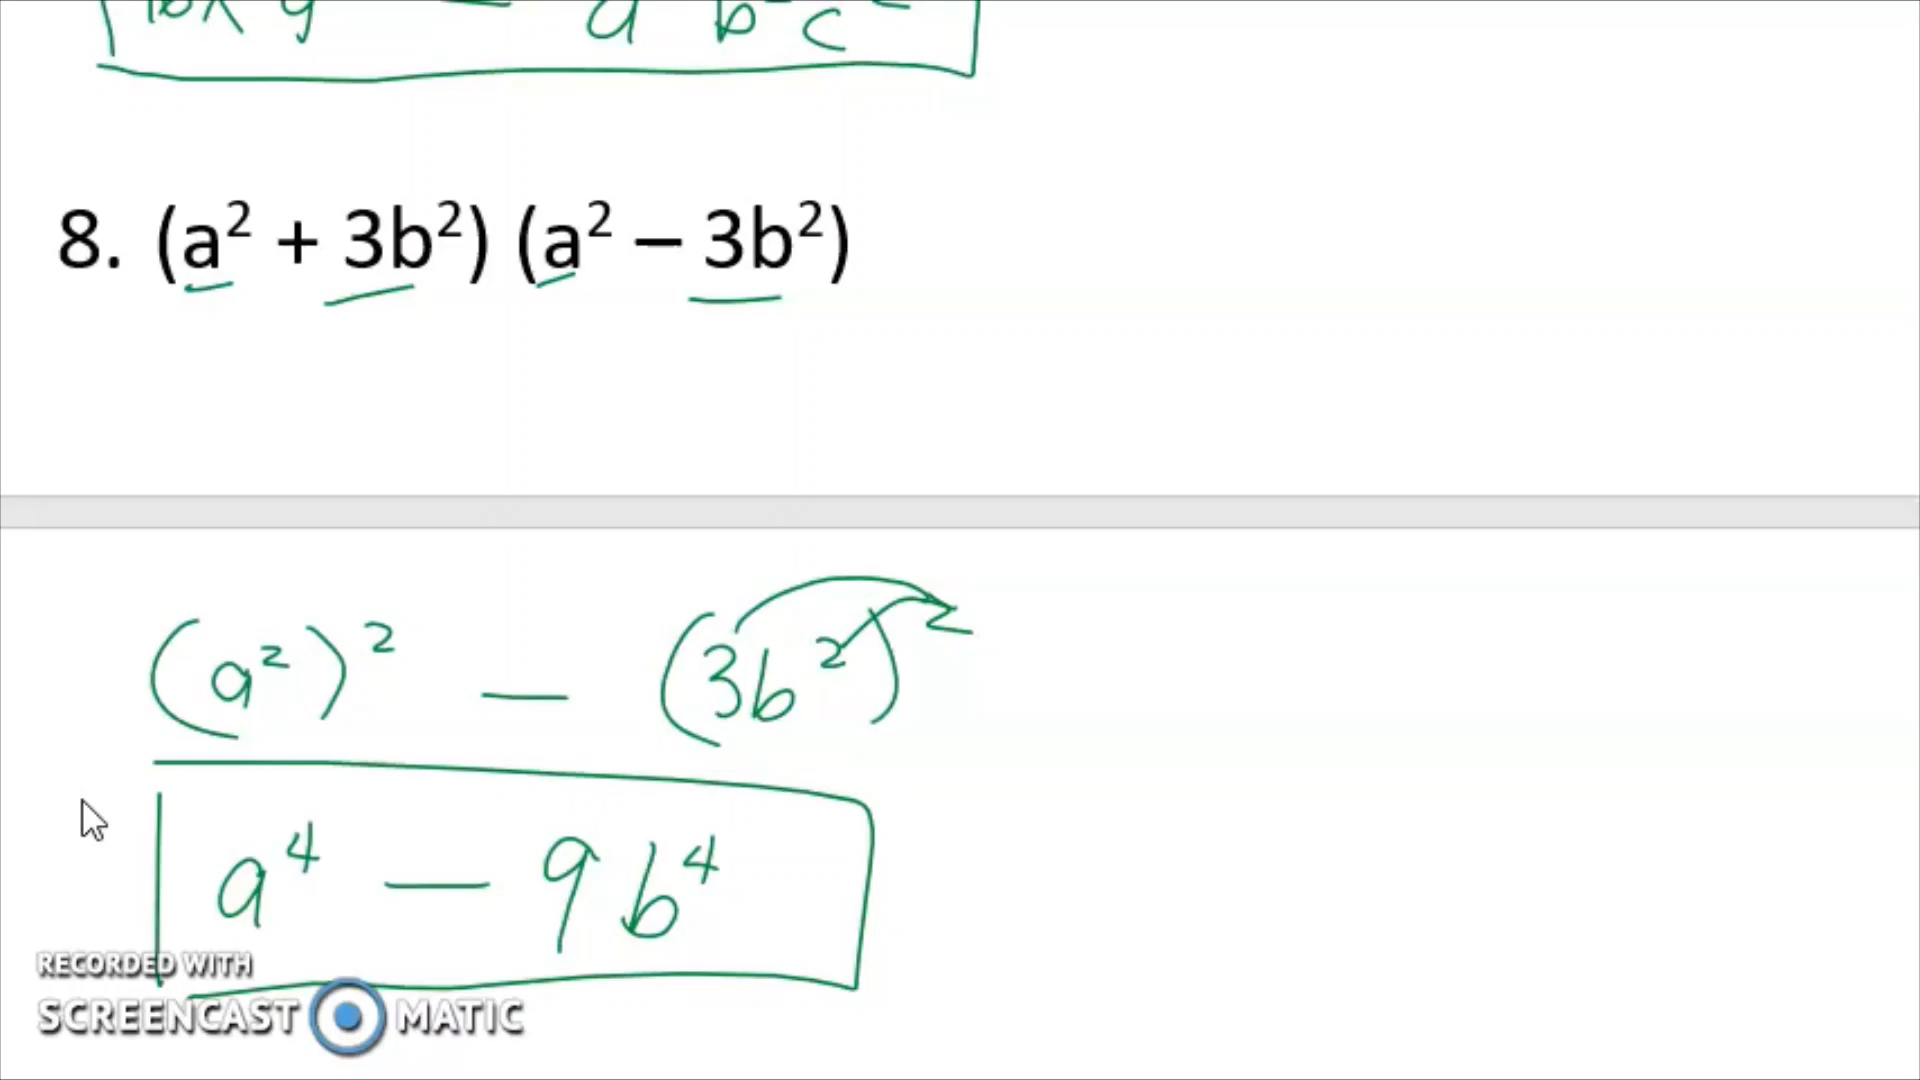 8. (a² + 3b²) (a² – 3b²)
(a²)² — (3b²)²
a⁴ — 9b⁴
RECORDED WITH
SCREENCAST MATIC